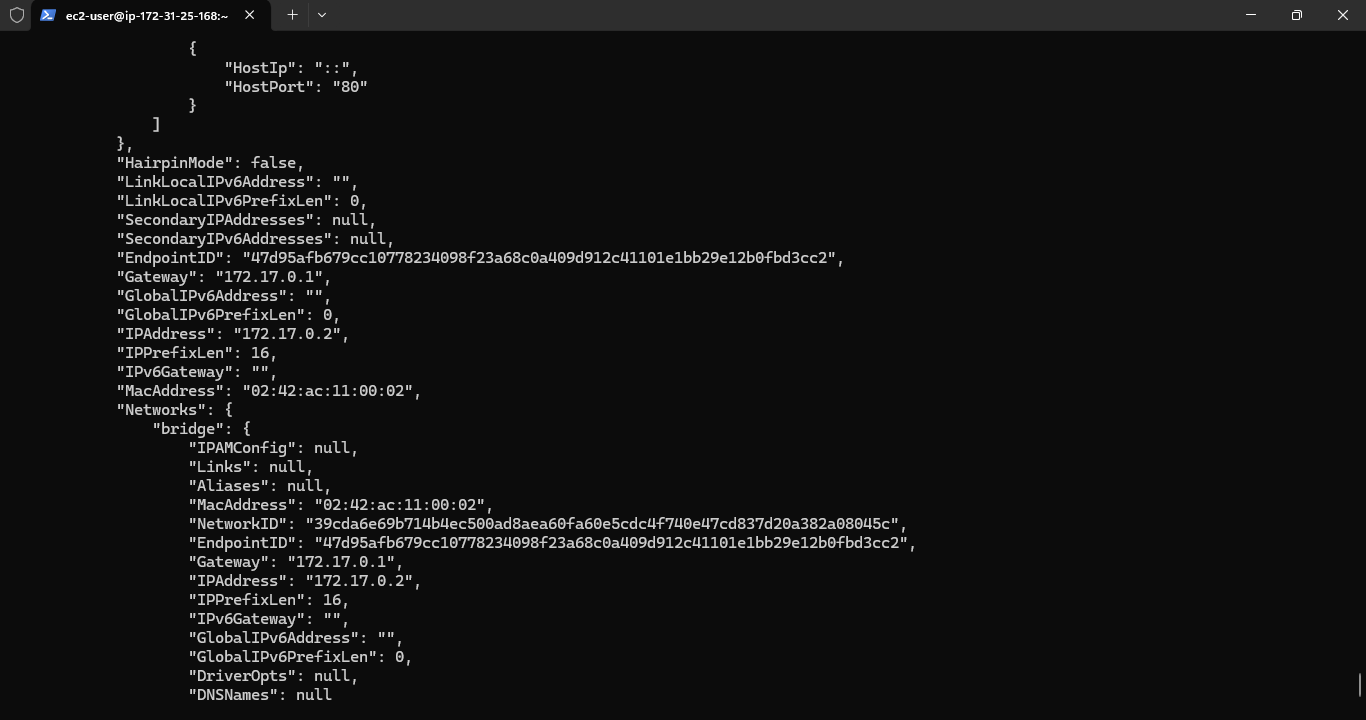 ec2-user@ip-172-31-25-168:~
{
"HostIp": "::",
"HostPort": "80"
}
]
},
"HairpinMode": false,
"LinkLocalIPv6Address": "",
"LinkLocalIPv6PrefixLen": 0,
"SecondaryIPAddresses": null,
"SecondaryIPv6Addresses": null,
"EndpointID": "47d95afb679cc10778234098f23a68c0a409d912c41101e1bb29e12b0fbd3cc2",
"Gateway": "172.17.0.1",
"GlobalIPv6Address": "",
"GlobalIPv6PrefixLen": 0,
"IPAddress": "172.17.0.2",
"IPPrefixLen": 16,
"IPv6Gateway": "",
"MacAddress": "02:42:ac:11:00:02",
"Networks": {
"bridge": {
"IPAMConfig": null,
"Links": null,
"Aliases": null,
"MacAddress": "02:42:ac:11:00:02",
"NetworkID": "39cda6e69b714b4ec500ad8aea60fa60e5cdc4f740e47cd837d20a382a08045c",
"EndpointID": "47d95afb679cc10778234098f23a68c0a409d912c41101e1bb29e12b0fbd3cc2",
"Gateway": "172.17.0.1",
"IPAddress": "172.17.0.2",
"IPPrefixLen": 16,
"IPv6Gateway": "",
"GlobalIPv6Address": "",
"GlobalIPv6PrefixLen": 0,
"DriverOpts": null,
"DNSNames": null